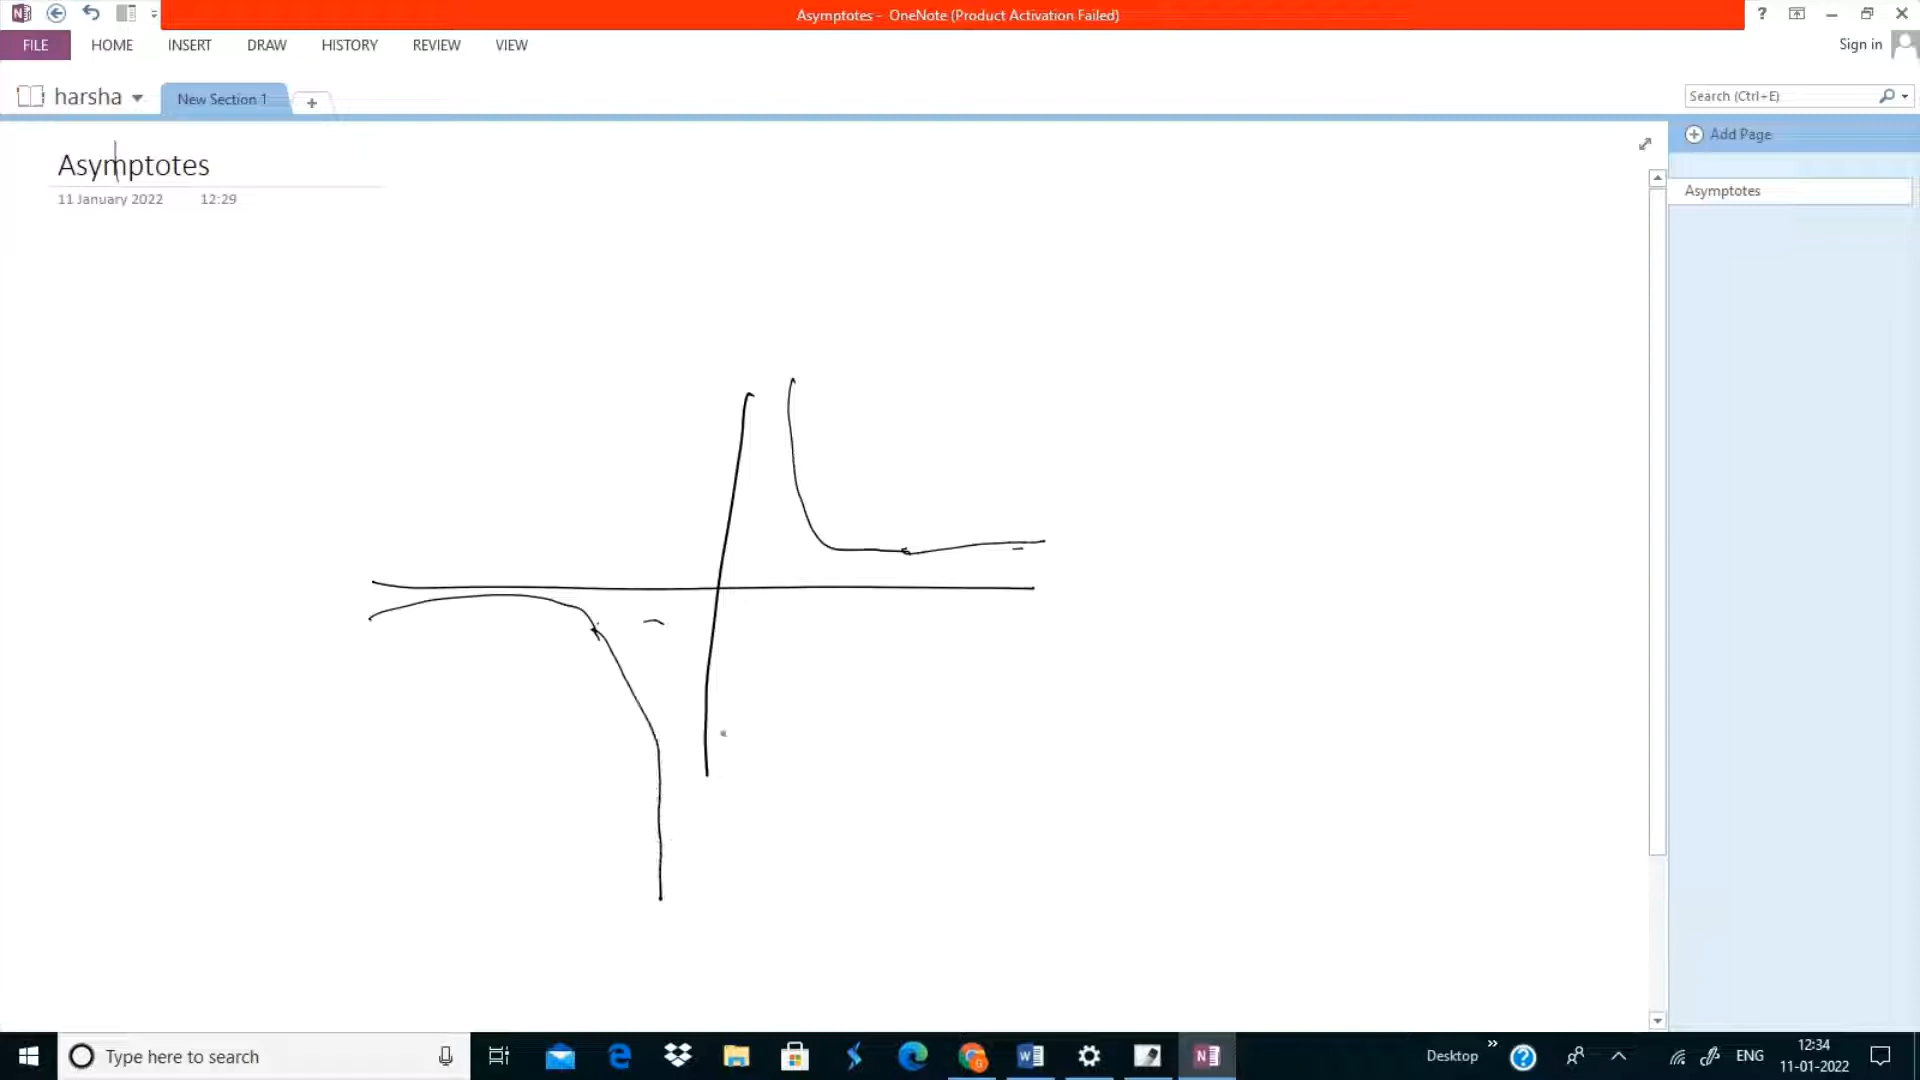 Asymptotes - OneNote (Product Activation Failed)
?
FILE HOME INSERT DRAW HISTORY REVIEW VIEW
Sign in
harsha
New Section 1
+
Search (Ctrl+E)
Asymptotes
11 January 2022 12:29
Add Page
Asymptotes
Type here to search
Desktop
ENG
12:34
11-01-2022